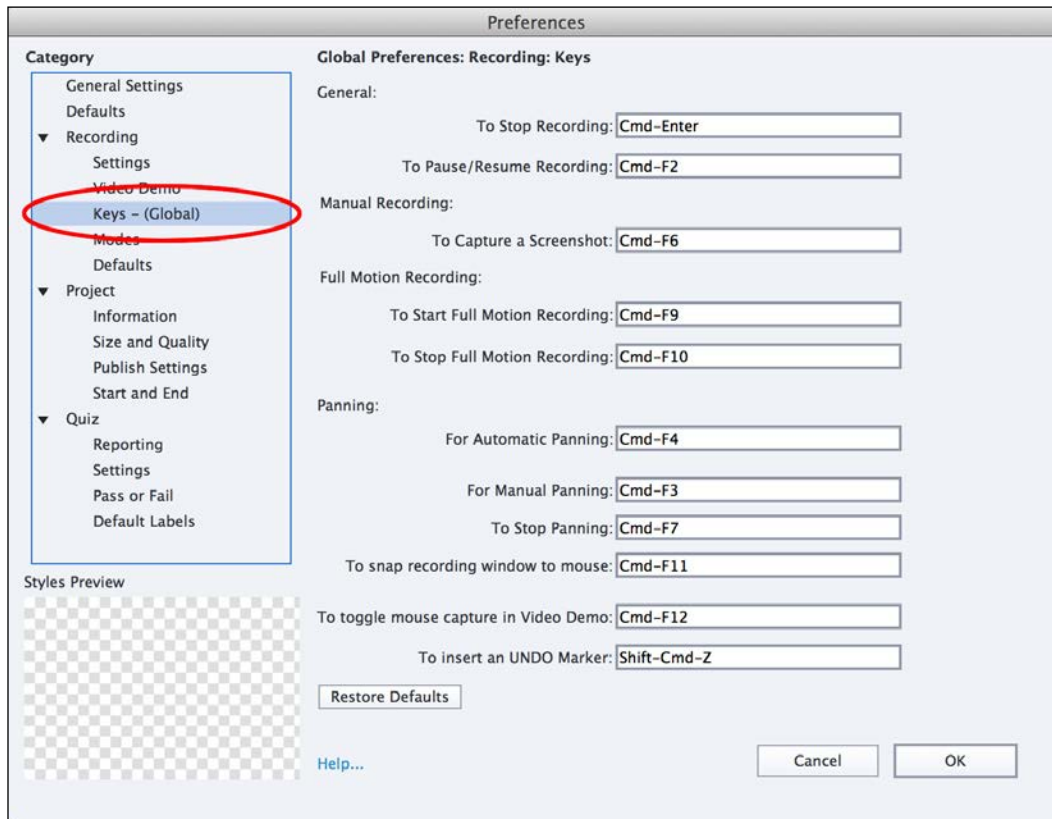 Preferences
Category
General Settings
Defaults
Recording
Settings
Video Demo
Keys - (Global)
Modes
Defaults
Project
Information
Size and Quality
Publish Settings
Start and End
Quiz
Reporting
Settings
Pass or Fail
Default Labels
Styles Preview
Global Preferences: Recording: Keys
General:
To Stop Recording: Cmd-Enter
To Pause/Resume Recording: Cmd-F2
Manual Recording:
To Capture a Screenshot: Cmd-F6
Full Motion Recording:
To Start Full Motion Recording: Cmd-F9
To Stop Full Motion Recording: Cmd-F10
Panning:
For Automatic Panning: Cmd-F4
For Manual Panning: Cmd-F3
To Stop Panning: Cmd-F7
To snap recording window to mouse: Cmd-F11
To toggle mouse capture in Video Demo: Cmd-F12
To insert an UNDO Marker: Shift-Cmd-Z
Restore Defaults
Help...
Cancel
OK